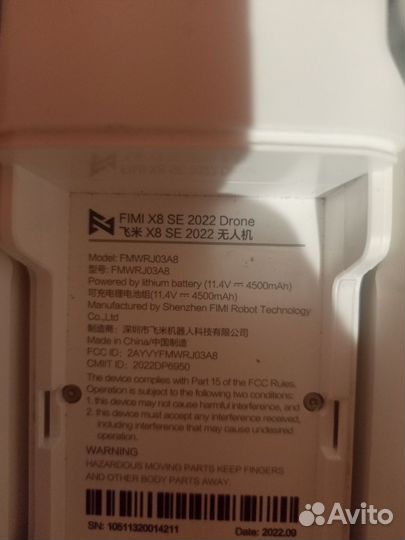 FIMI X8 SE 2022 Drone
飞米 X8 SE 2022 无人机
Model: FMWRJ03A8
型号: FMWRJ03A8
Powered by lithium battery (11.4V ⎓ 4500mAh)
可充电锂电池组(11.4V ⎓ 4500mAh)
Manufactured by Shenzhen FIMI Robot Technology
Co.,Ltd
制造商: 深圳市飞米机器人科技有限公司
Made in China/中国制造
FCC ID: 2AYVYFMWRJ03A8
CMIIT ID: 2022DP6950
The device complies with Part 15 of the FCC Rules.
Operation is subject to the following two conditions:
1. this device may not cause harmful interference, and
2. this device must accept any interference received,
including interference that may cause undesired
operation.
WARNING
HAZARDOUS MOVING PARTS KEEP FINGERS
AND OTHER BODY PARTS AWAY.
SN: 10511320014211 Date: 2022.09
Avito